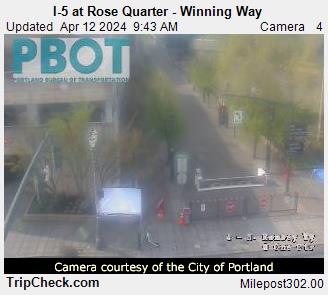 I-5 at Rose Quarter - Winning Way
Updated Apr 12 2024 9:43 AM Camera 4
PBOT
PORTLAND BUREAU OF TRANSPORTATION
Camera courtesy of the City of Portland
TripCheck.com Milepost302.00